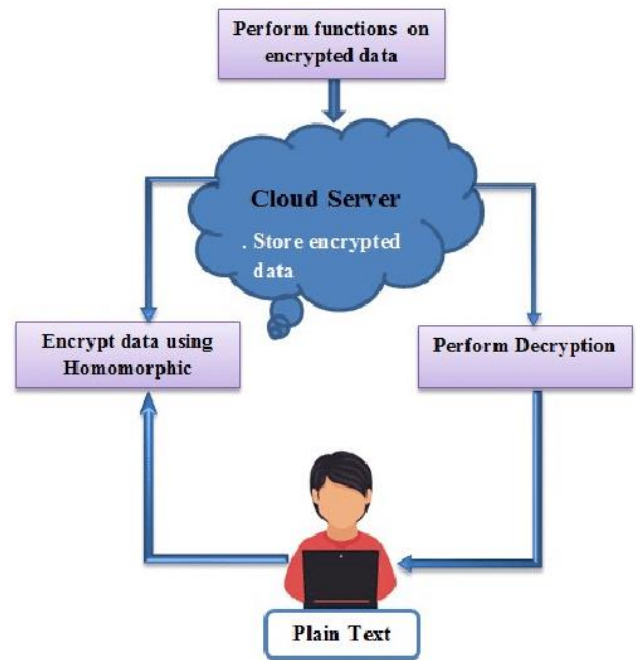 Perform functions on
encrypted data
Cloud Server
. Store encrypted
data
Encrypt data using
Homomorphic
Perform Decryption
Plain Text